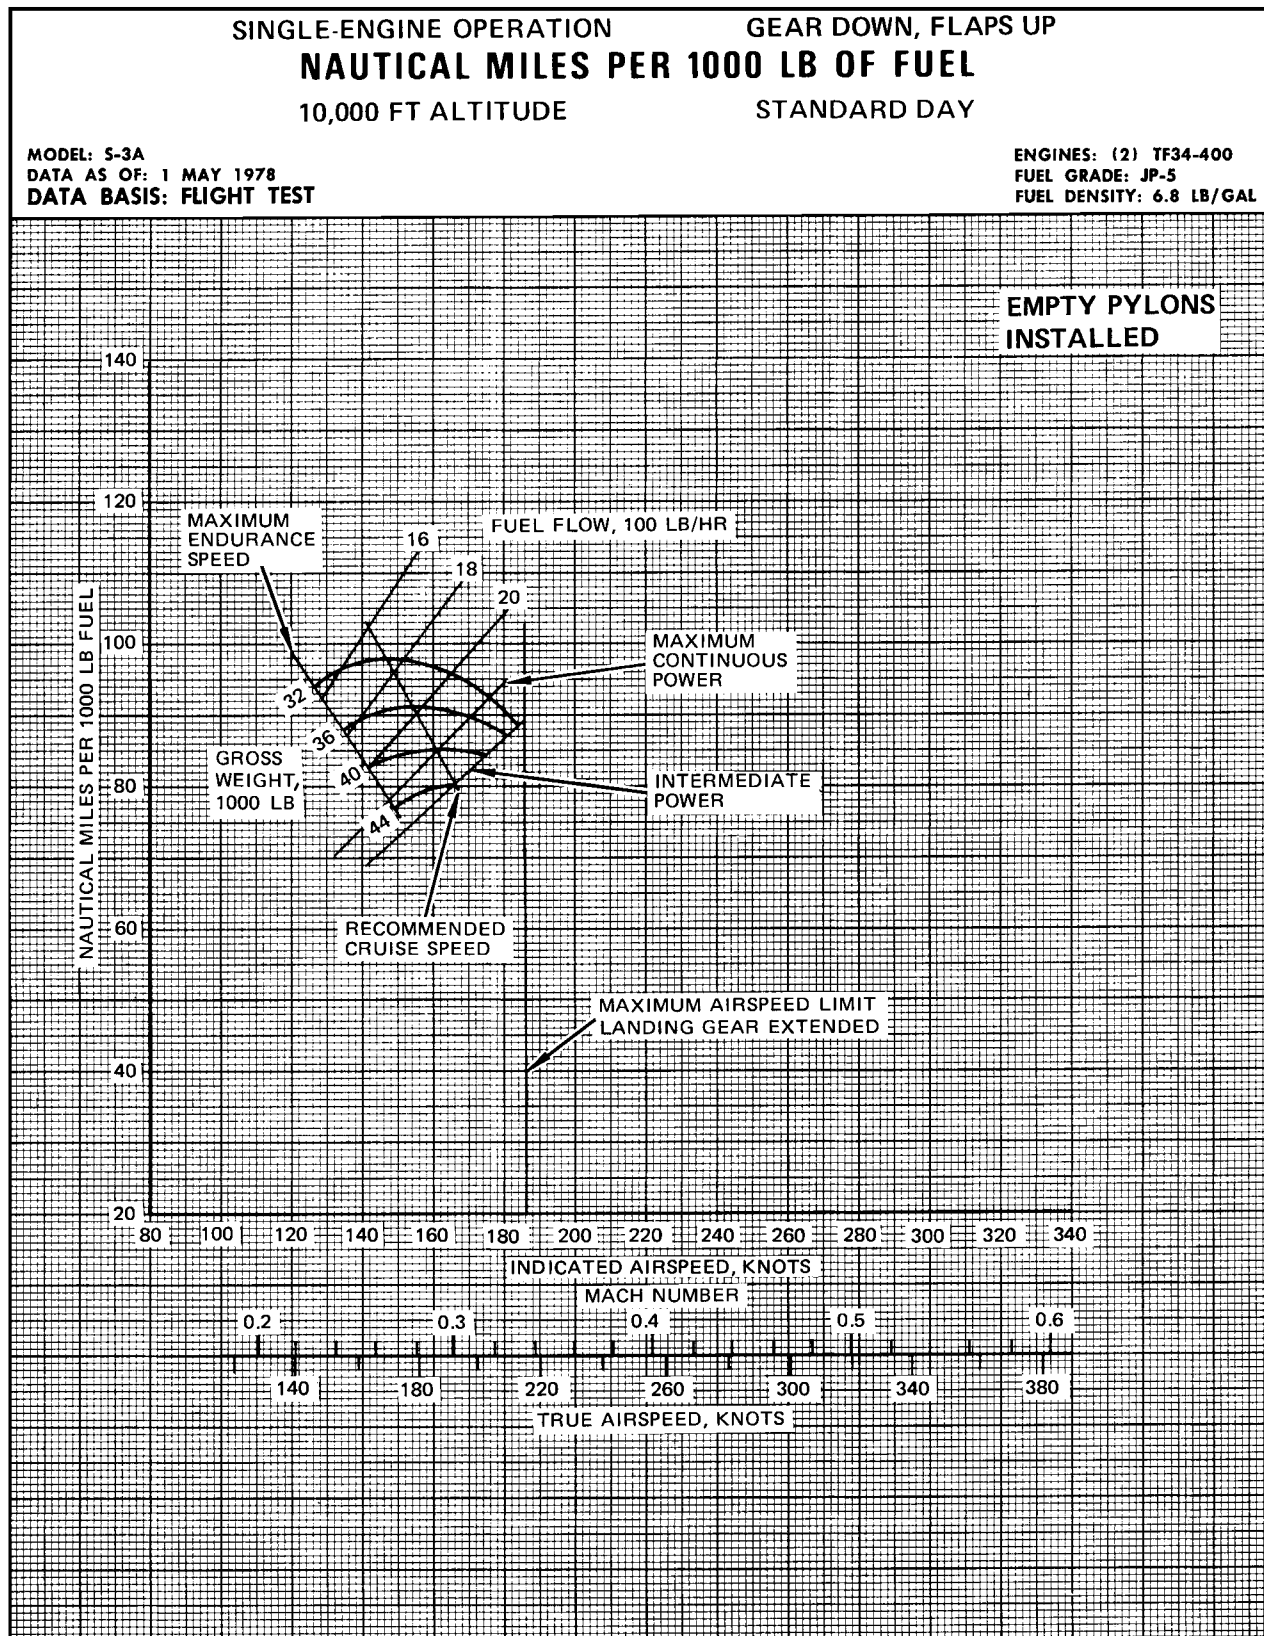 SINGLE-ENGINE OPERATION GEAR DOWN, FLAPS UP
NAUTICAL MILES PER 1000 LB OF FUEL
10,000 FT ALTITUDE STANDARD DAY
MODEL: S-3A
DATA AS OF: 1 MAY 1978
DATA BASIS: FLIGHT TEST
ENGINES: (2) TF34-400
FUEL GRADE: JP-5
FUEL DENSITY: 6.8 LB/GAL
EMPTY PYLONS
INSTALLED
140
120
100
80
60
40
20
NAUTICAL MILES PER 1000 LB FUEL
MAXIMUM
ENDURANCE
SPEED
FUEL FLOW, 100 LB/HR
16
18
20
MAXIMUM
CONTINUOUS
POWER
32
36
40
44
GROSS
WEIGHT,
1000 LB
INTERMEDIATE
POWER
RECOMMENDED
CRUISE SPEED
MAXIMUM AIRSPEED LIMIT
LANDING GEAR EXTENDED
80 100 120 140 160 180 200 220 240 260 280 300 320 340
INDICATED AIRSPEED, KNOTS
MACH NUMBER
0.2 0.3 0.4 0.5 0.6
140 180 220 260 300 340 380
TRUE AIRSPEED, KNOTS